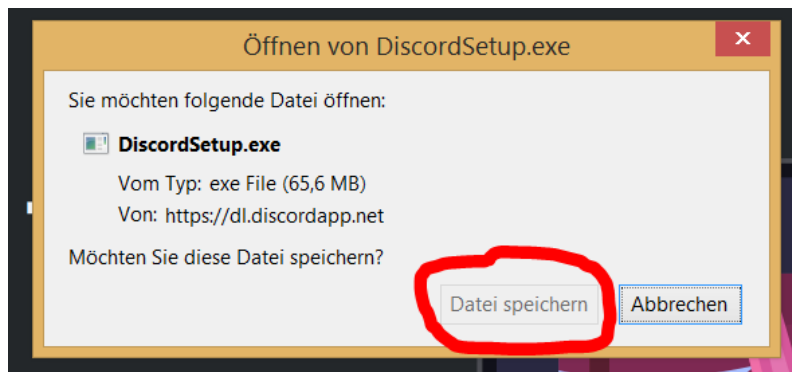 Öffnen von DiscordSetup.exe
Sie möchten folgende Datei öffnen:
DiscordSetup.exe
Vom Typ: exe File (65,6 MB)
Von: https://dl.discordapp.net
Möchten Sie diese Datei speichern?
Datei speichern Abbrechen